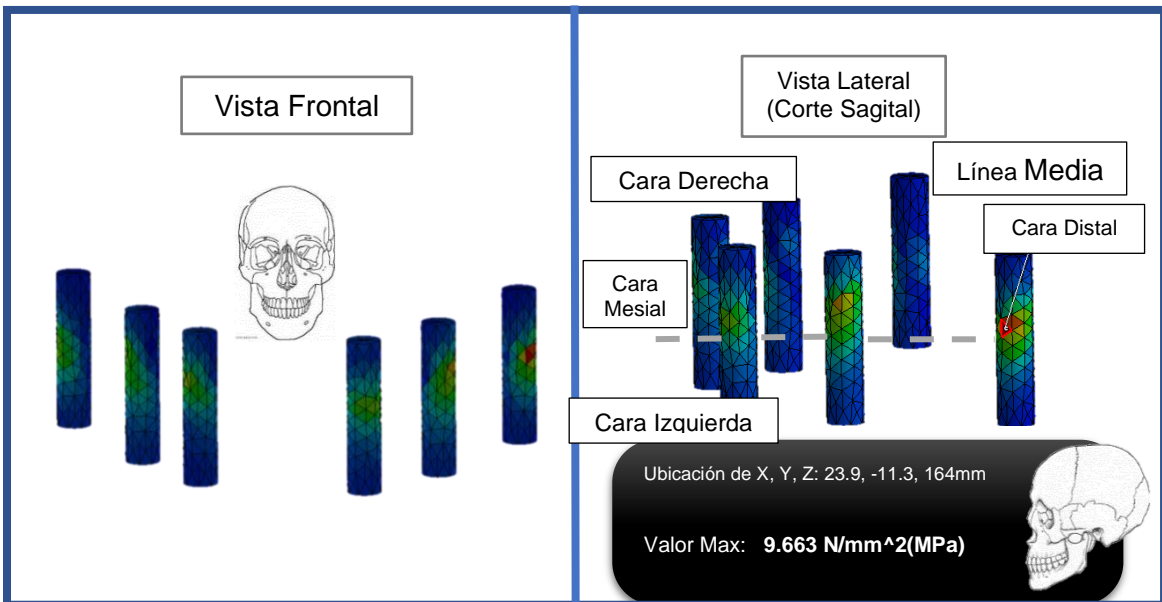 Vista Frontal
Vista Lateral
(Corte Sagital)
Cara Derecha
Línea Media
Cara Distal
Cara
Mesial
Cara Izquierda
Ubicación de X, Y, Z: 23.9, -11.3, 164mm
Valor Max: 9.663 N/mm^2(MPa)